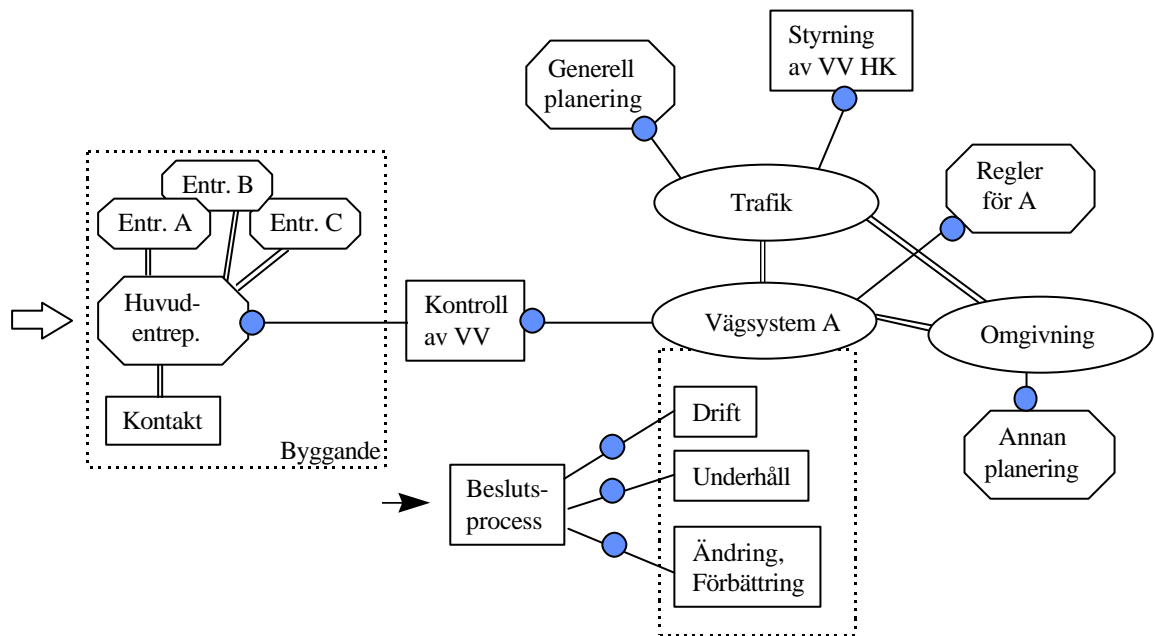 Styrning
av VV HK
Generell
planering
Regler
för A
Entr. B
Entr. A
Entr. C
Trafik
Huvud-
entrep.
Kontroll
av VV
Vägsystem A
Omgivning
Kontakt
Byggande
Drift
Annan
planering
Besluts-
process
Underhåll
Ändring,
Förbättring